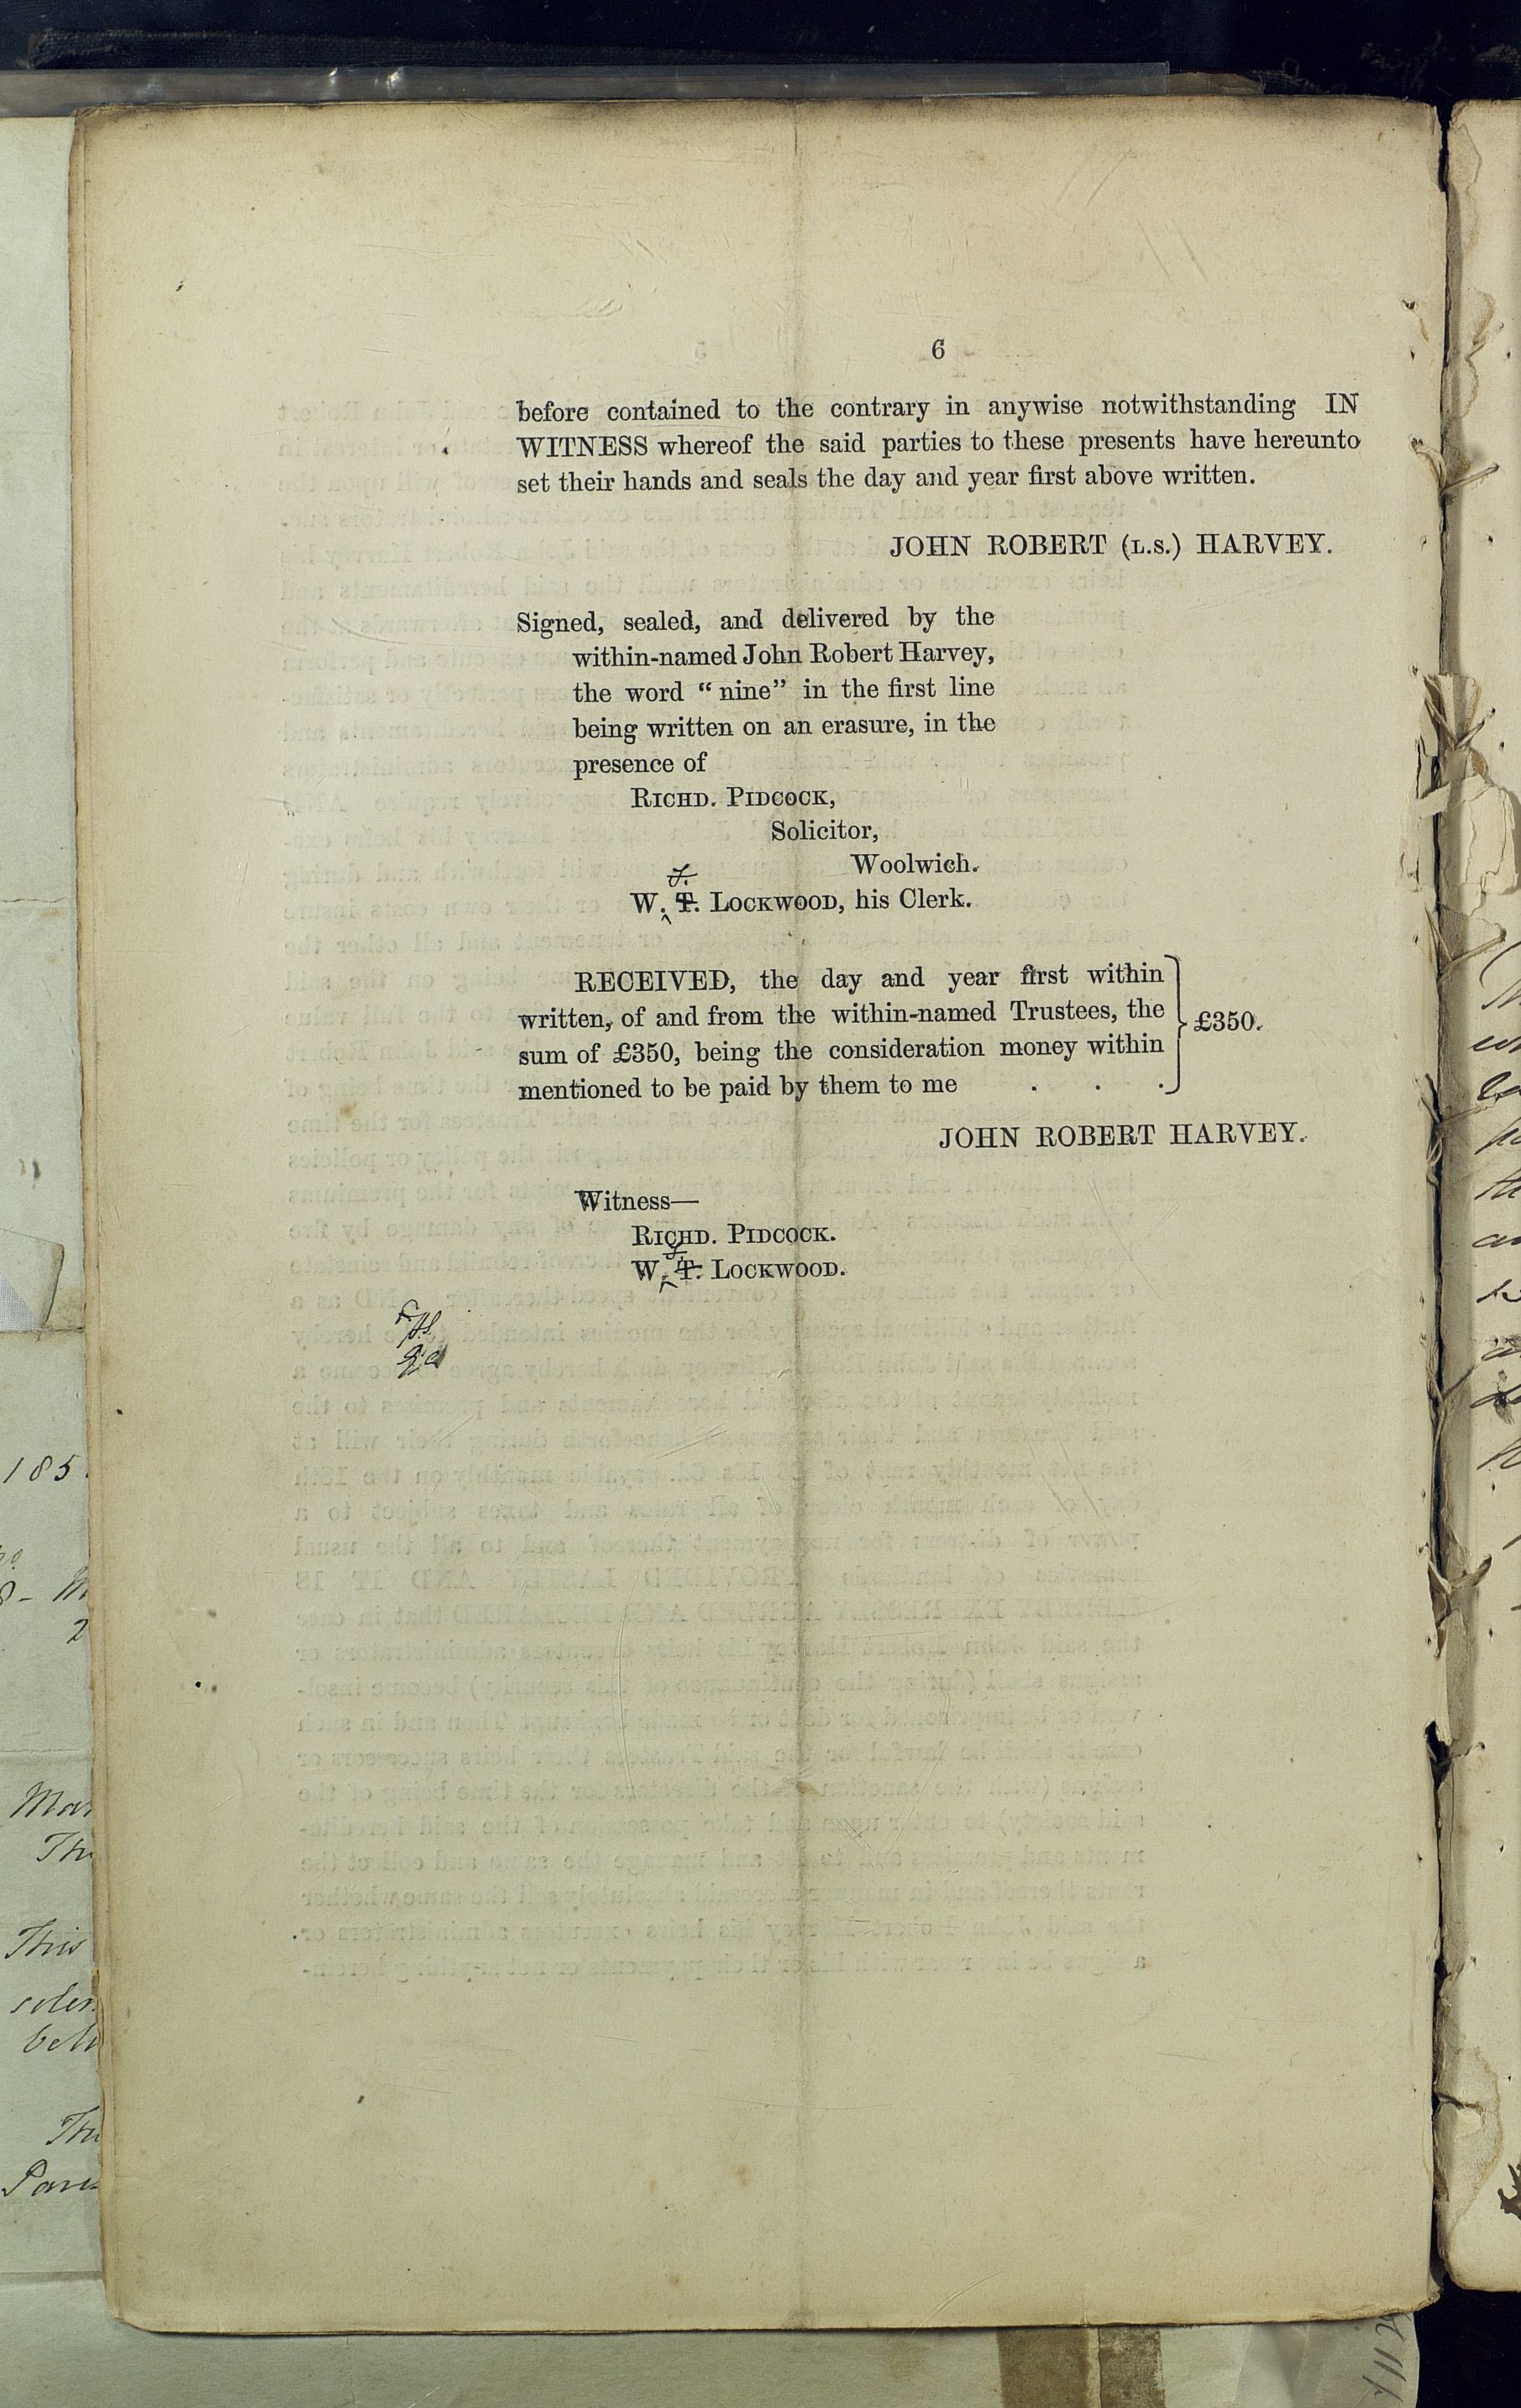 6
before contained to the contrary in anywise notwithstanding IN
WITNESS whereof the said parties to these presents have hereunto
set their hands and seals the day and year first above written.
JOHN ROBERT (L.S.) HARVEY.
Signed, sealed, and delivered by the
within-named John Robert Harvey,
the word “nine” in the first line
being written on an erasure, in the
presence of
RICHD. PIDCOCK,
Solicitor,
Woolwich.
J.
W. T. LOCKWOOD, his Clerk.
RECEIVED, the day and year first within
written, of and from the within-named Trustees, the
sum of £350, being the consideration money within
mentioned to be paid by them to me . . .
£350.
JOHN ROBERT HARVEY.
Witness—
RICHD. PIDCOCK.
J.
W. T. LOCKWOOD.
185
This